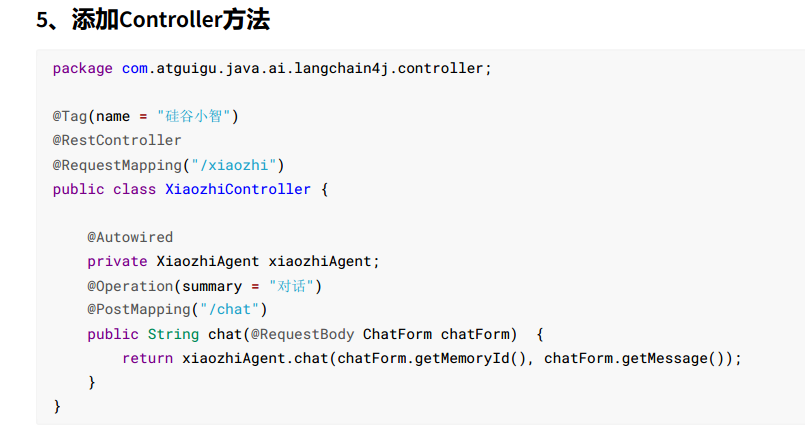 5、添加Controller方法
package com.atguigu.java.ai.langchain4j.controller;
@Tag(name = "硅谷小智")
@RestController
@RequestMapping("/xiaozhi")
public class XiaozhiController {
@Autowired
private XiaozhiAgent xiaozhiAgent;
@Operation(summary = "对话")
@PostMapping("/chat")
public String chat(@RequestBody ChatForm chatForm)  {
return xiaozhiAgent.chat(chatForm.getMemoryId(), chatForm.getMessage());
}
}